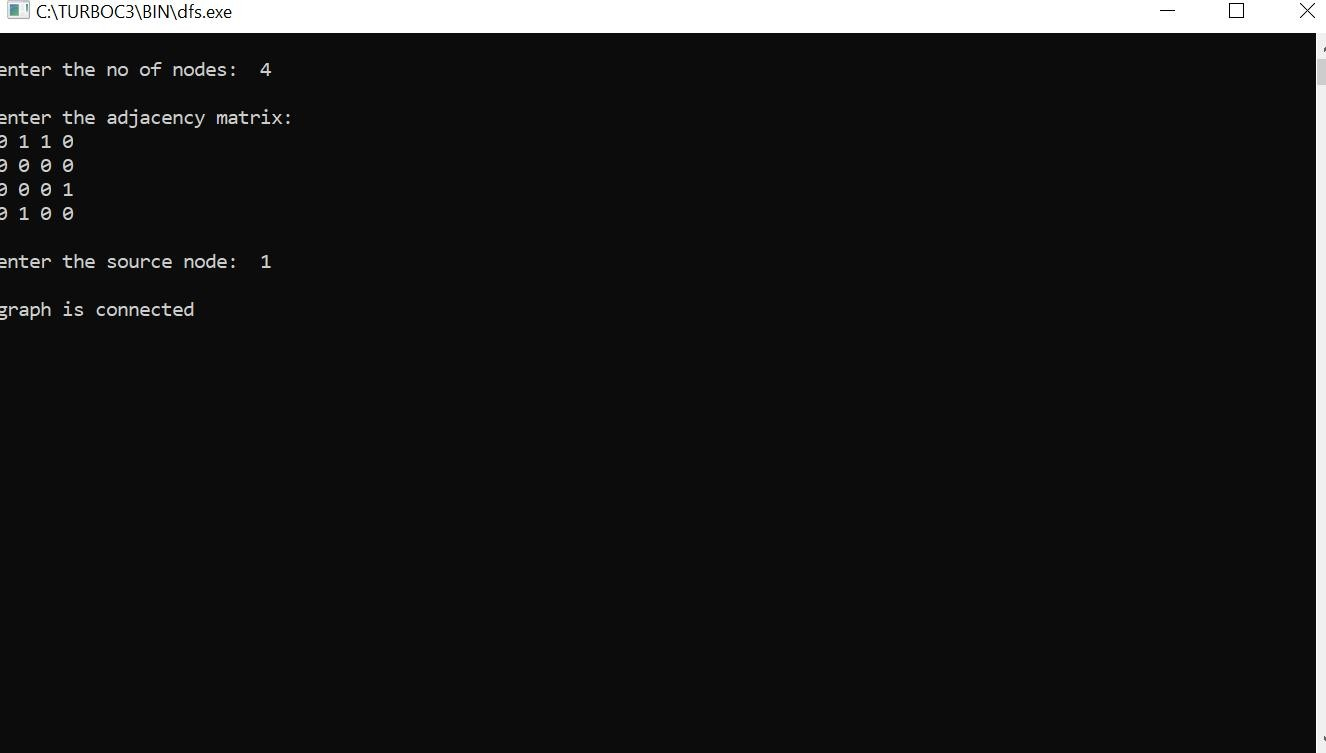 C:\TURBOC3\BIN\dfs.exe
enter the no of nodes:  4
enter the adjacency matrix:
0 1 1 0
0 0 0 0
0 0 0 1
0 1 0 0
enter the source node:  1
graph is connected